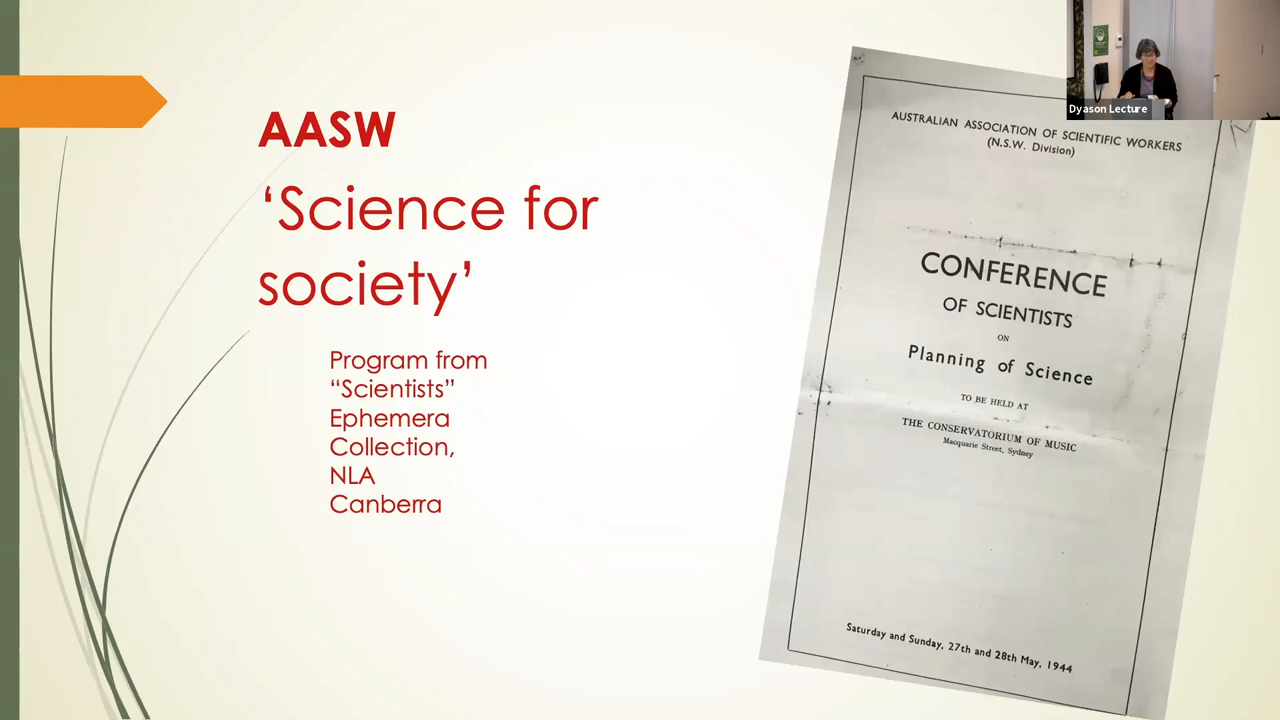 AASW
‘Science for
society’
Program from
“Scientists”
Ephemera
Collection,
NLA
Canberra
Dyason Lecture
AUSTRALIAN ASSOCIATION OF SCIENTIFIC WORKERS
(N.S.W. Division)
CONFERENCE
OF SCIENTISTS
ON
Planning of Science
TO BE HELD AT
THE CONSERVATORIUM OF MUSIC
Macquarie Street, Sydney
Saturday and Sunday, 27th and 28th May, 1944